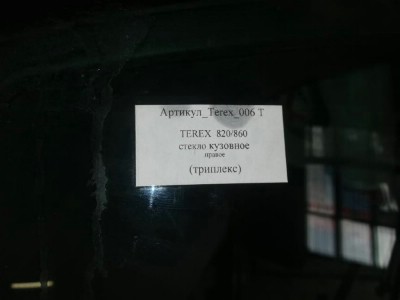 Артикул_Terex_006 Т
TEREX 820/860
стекло кузовное
правое
(триплекс)